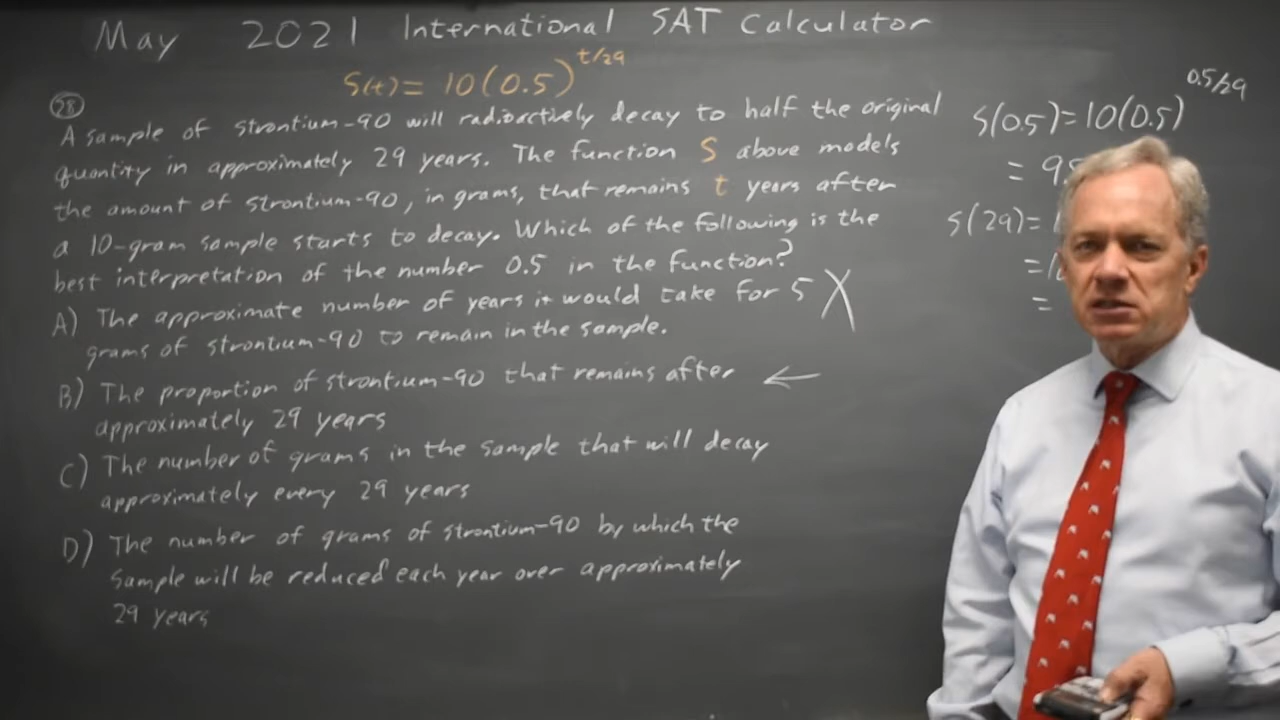 May 2021 International SAT Calculator
S(t) = 10(0.5)^t/29
28
A sample of strontium-90 will radioactively decay to half the original
quantity in approximately 29 years. The function S above models
the amount of strontium-90, in grams, that remains t years after
a 10-gram sample starts to decay. Which of the following is the
best interpretation of the number 0.5 in the function?
A) The approximate number of years it would take for 5 X
grams of strontium-90 to remain in the sample.
B) The proportion of strontium-90 that remains after ←
approximately 29 years
C) The number of grams in the sample that will decay
approximately every 29 years
D) The number of grams of strontium-90 by which the
sample will be reduced each year over approximately
29 years
S(0.5)=10(0.5)^0.5/29
= 9
S(29)=
=
=